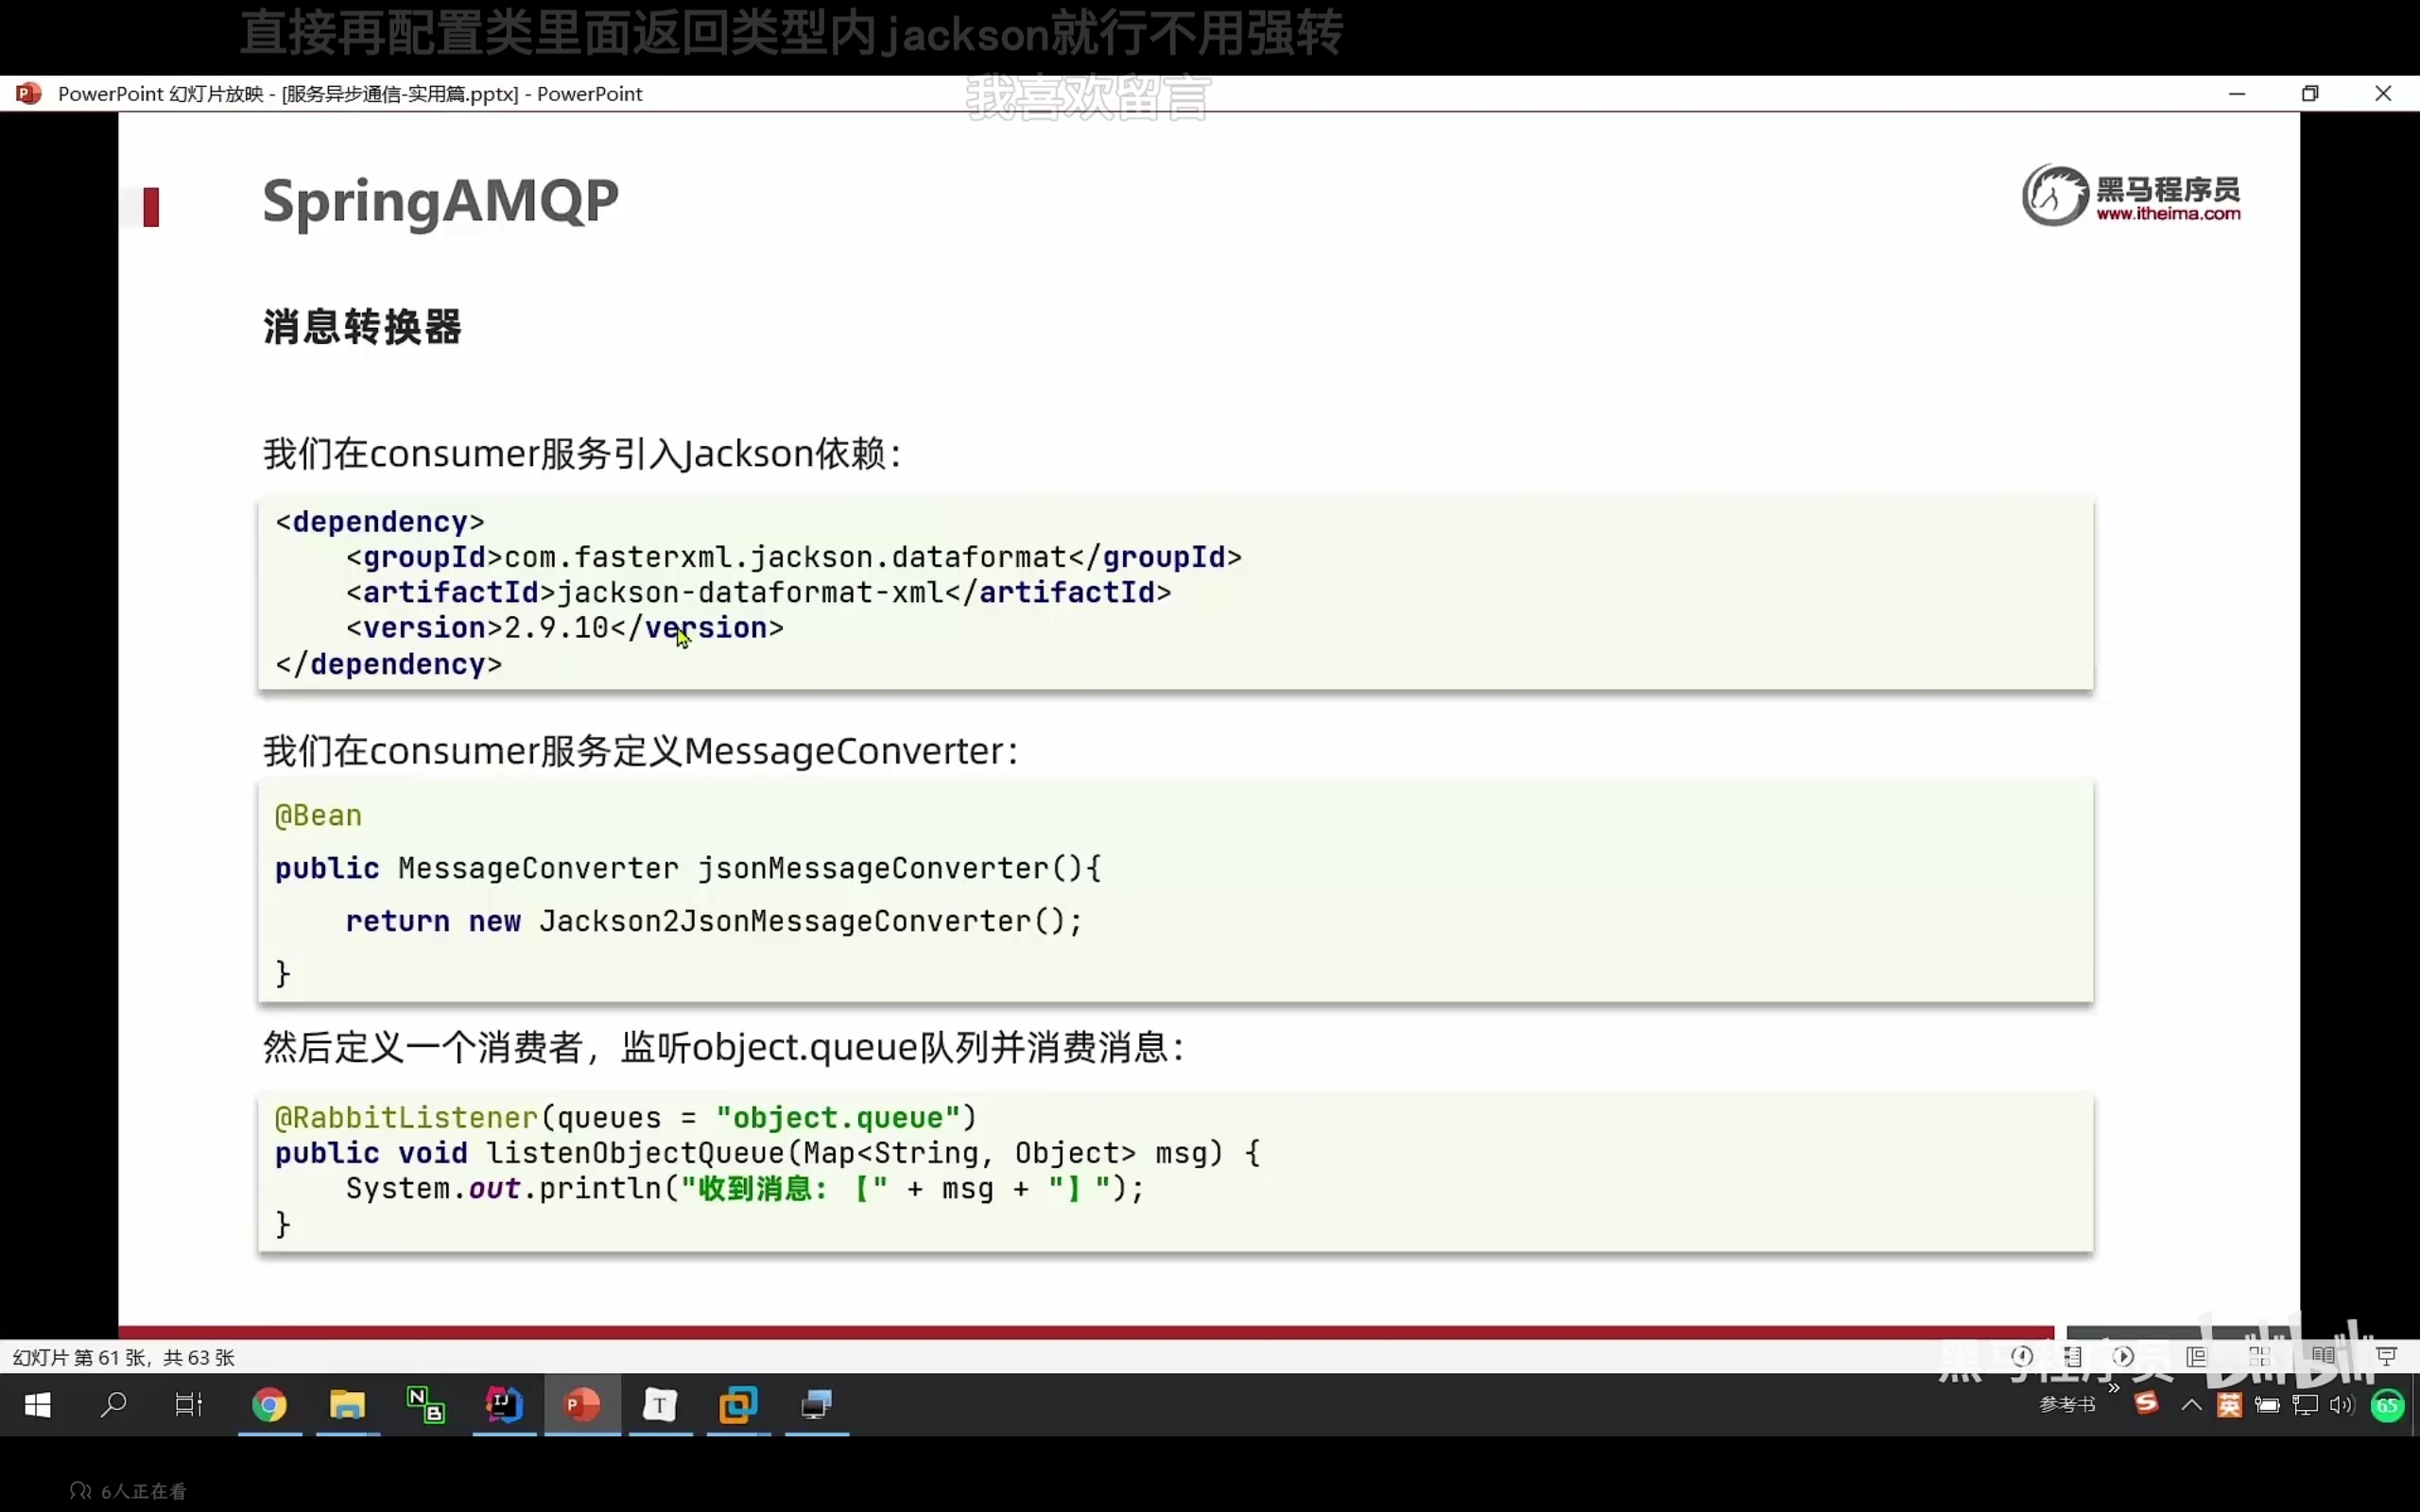 直接再配置类里面返回类型内jackson就行不用强转
我喜欢留言
PowerPoint 幻灯片放映 - [服务异步通信-实用篇.pptx] - PowerPoint
SpringAMQP
黑马程序员
www.itheima.com
消息转换器
我们在consumer服务引入Jackson依赖：
<dependency>
    <groupId>com.fasterxml.jackson.dataformat</groupId>
    <artifactId>jackson-dataformat-xml</artifactId>
    <version>2.9.10</version>
</dependency>
我们在consumer服务定义MessageConverter：
@Bean
public MessageConverter jsonMessageConverter(){
    return new Jackson2JsonMessageConverter();
}
然后定义一个消费者，监听object.queue队列并消费消息：
@RabbitListener(queues = "object.queue")
public void listenObjectQueue(Map<String, Object> msg) {
    System.out.println("收到消息：【" + msg + "】");
}
幻灯片 第 61 张，共 63 张
黑马程序员 bilibili
参考书
英
65
6人正在看